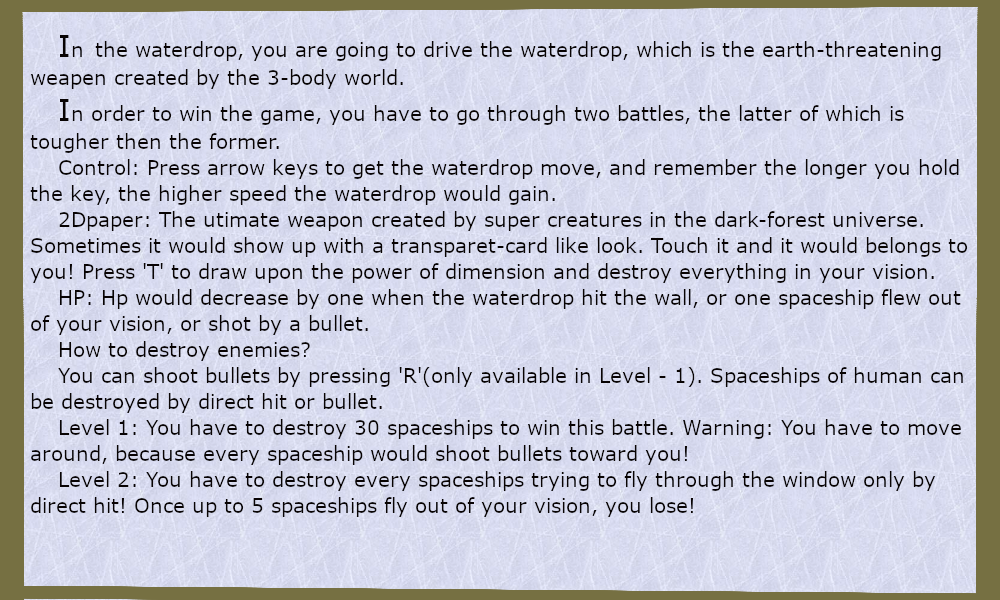 In the waterdrop, you are going to drive the waterdrop, which is the earth-threatening
weapen created by the 3-body world.
In order to win the game, you have to go through two battles, the latter of which is
tougher then the former.
Control: Press arrow keys to get the waterdrop move, and remember the longer you hold
the key, the higher speed the waterdrop would gain.
2Dpaper: The utimate weapon created by super creatures in the dark-forest universe.
Sometimes it would show up with a transparet-card like look. Touch it and it would belongs to
you! Press 'T' to draw upon the power of dimension and destroy everything in your vision.
HP: Hp would decrease by one when the waterdrop hit the wall, or one spaceship flew out
of your vision, or shot by a bullet.
How to destroy enemies?
You can shoot bullets by pressing 'R'(only available in Level - 1). Spaceships of human can
be destroyed by direct hit or bullet.
Level 1: You have to destroy 30 spaceships to win this battle. Warning: You have to move
around, because every spaceship would shoot bullets toward you!
Level 2: You have to destroy every spaceships trying to fly through the window only by
direct hit! Once up to 5 spaceships fly out of your vision, you lose!